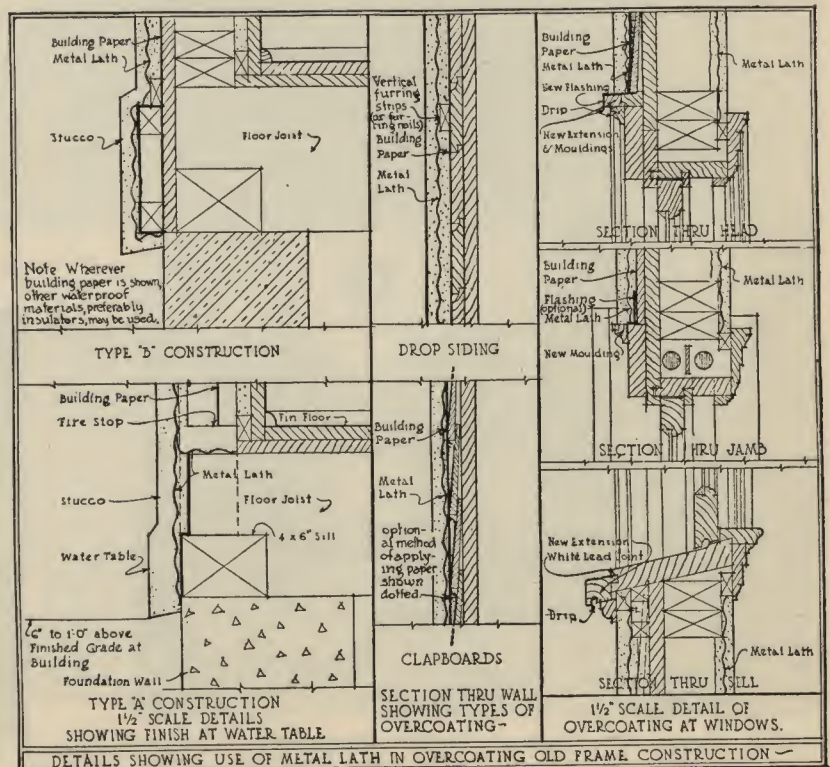 Building Paper
Metal Lath
Stucco
Floor Joist
Note Wherever
building paper is shown,
other waterproof
materials, preferably
insulators, may be used.
TYPE "B" CONSTRUCTION
Building Paper
Fire Stop
Fin Floor
Metal Lath
Stucco
Floor Joist
4 x 6" Sill
Water Table
6" to 1'-0" above
Finished Grade at
Building
Foundation Wall
TYPE "A" CONSTRUCTION
1½" SCALE DETAILS
SHOWING FINISH AT WATER TABLE
Vertical
furring
strips
(or fur-
ring nails)
Building
Paper
Metal
Lath
DROP SIDING
Building
Paper
Metal
Lath
option-
al method
of apply-
ing paper
shown
dotted
CLAPBOARDS
SECTION THRU WALL
SHOWING TYPES OF
OVERCOATING-
Building
Paper
Metal Lath
New Flashing
Drip
New Extension
& Mouldings
Metal Lath
SECTION THRU HEAD
Building
Paper
Flashing
(optional)
Metal Lath
New Moulding
Metal Lath
SECTION THRU JAMB
New Extension
White Lead Joint
Drip
Metal Lath
SECTION THRU SILL
1½" SCALE DETAIL OF
OVERCOATING AT WINDOWS.
DETAILS SHOWING USE OF METAL LATH IN OVERCOATING OLD FRAME CONSTRUCTION